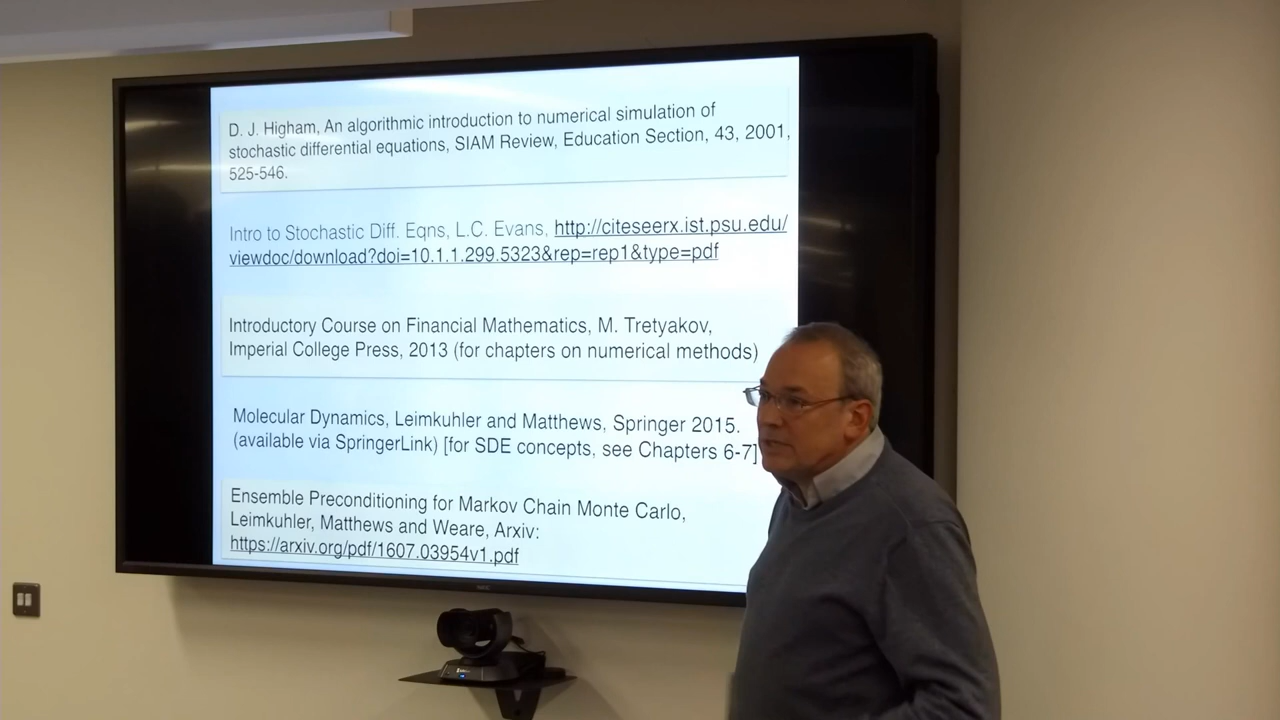 D. J. Higham, An algorithmic introduction to numerical simulation of
stochastic differential equations, SIAM Review, Education Section, 43, 2001,
525-546.
Intro to Stochastic Diff. Eqns, L.C. Evans, http://citeseerx.ist.psu.edu/
viewdoc/download?doi=10.1.1.299.5323&rep=rep1&type=pdf
Introductory Course on Financial Mathematics, M. Tretyakov,
Imperial College Press, 2013 (for chapters on numerical methods)
Molecular Dynamics, Leimkuhler and Matthews, Springer 2015.
(available via SpringerLink) [for SDE concepts, see Chapters 6-7]
Ensemble Preconditioning for Markov Chain Monte Carlo,
Leimkuhler, Matthews and Weare, Arxiv:
https://arxiv.org/pdf/1607.03954v1.pdf